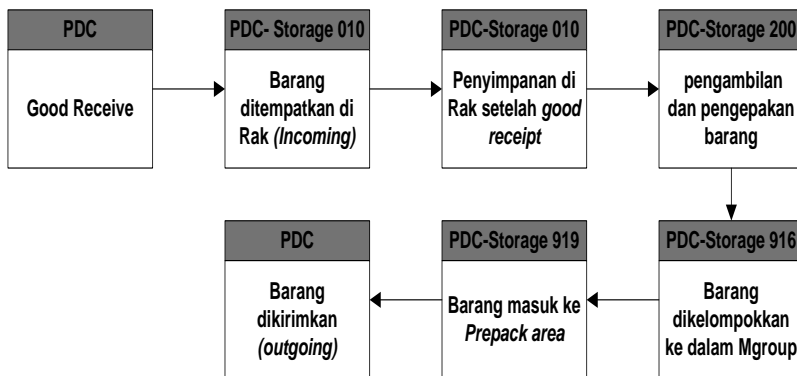 PDC
Good Receive
PDC- Storage 010
Barang
ditempatkan di
Rak (Incoming)
PDC-Storage 010
Penyimpanan di
Rak setelah good
receipt
PDC-Storage 200
pengambilan
dan pengepakan
barang
PDC-Storage 916
Barang
dikelompokkan
ke dalam Mgroup
PDC-Storage 919
Barang masuk ke
Prepack area
PDC
Barang
dikirimkan
(outgoing)